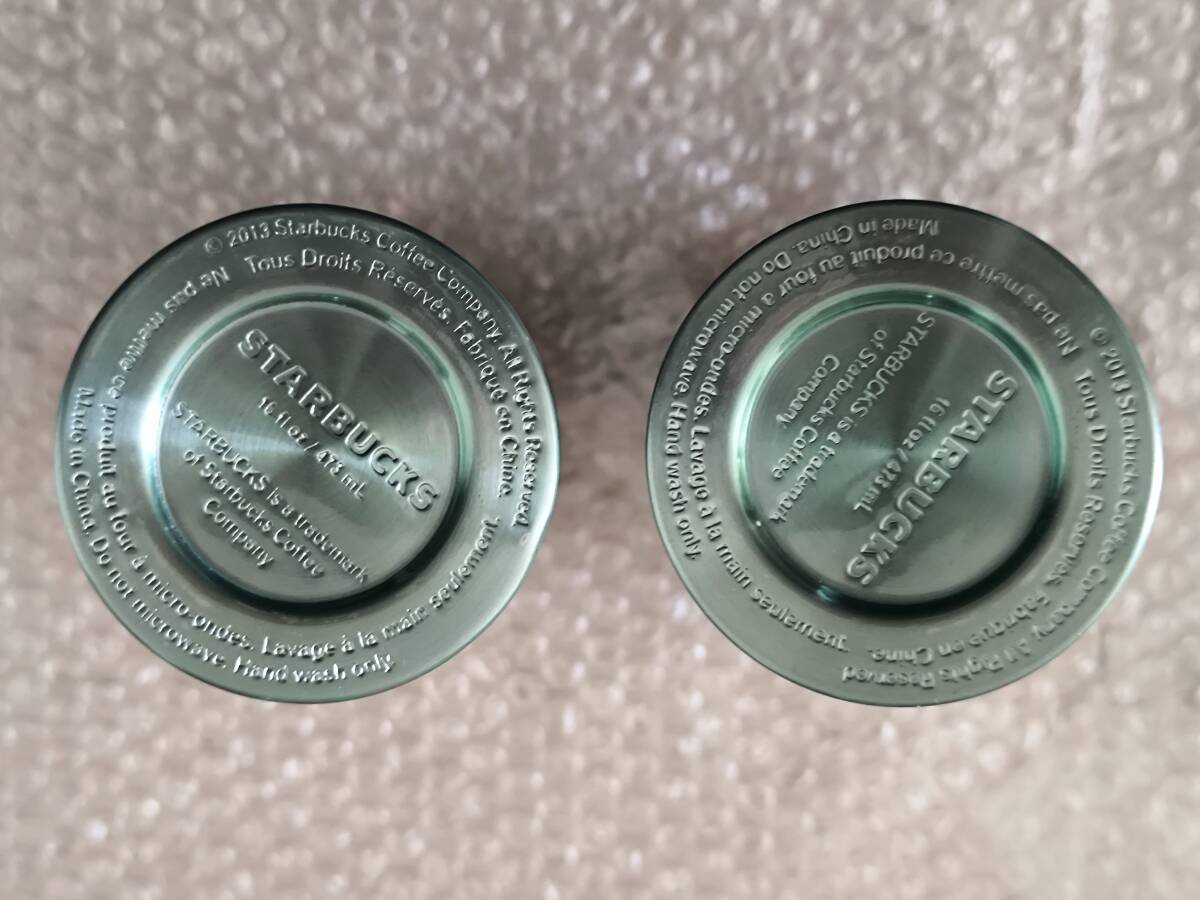 © 2013 Starbucks Coffee Company. All Rights Reserved.
Tous Droits Réservés. Fabriqué en Chine.
Ne pas mettre ce produit au four à micro-ondes. Lavage à la main seulement.
Made in China. Do not microwave. Hand wash only.
STARBUCKS
16 fl oz / 473 mL
STARBUCKS is a trademark
of Starbucks Coffee
Company
© 2013 Starbucks Coffee Company. All Rights Reserved
Tous Droits Réservés. Fabriqué en Chine.
Ne pas mettre ce produit au four à micro-ondes. Lavage à la main seulement.
Made in China. Do not microwave. Hand wash only.
STARBUCKS
16 fl oz / 473 mL
STARBUCKS is a trademark
of Starbucks Coffee
Company